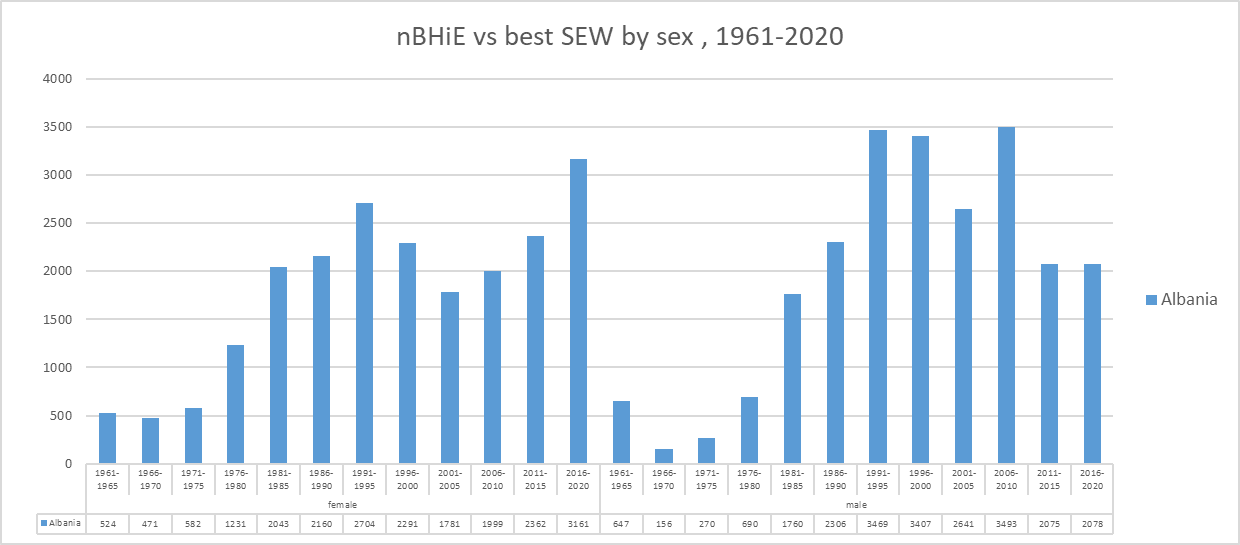 nBHiE vs best SEW by sex , 1961-2020
4000
3500
3000
2500
2000
1500
1000
500
0
Albania
1961- 1966- 1971- 1976- 1981- 1986- 1991- 1996- 2001- 2006- 2011- 2016- 1961- 1966- 1971- 1976- 1981- 1986- 1991- 1996- 2001- 2006- 2011- 2016-
1965 1970 1975 1980 1985 1990 1995 2000 2005 2010 2015 2020 1965 1970 1975 1980 1985 1990 1995 2000 2005 2010 2015 2020
female male
Albania 524 471 582 1231 2043 2160 2704 2291 1781 1999 2362 3161 647 156 270 690 1760 2306 3469 3407 2641 3493 2075 2078